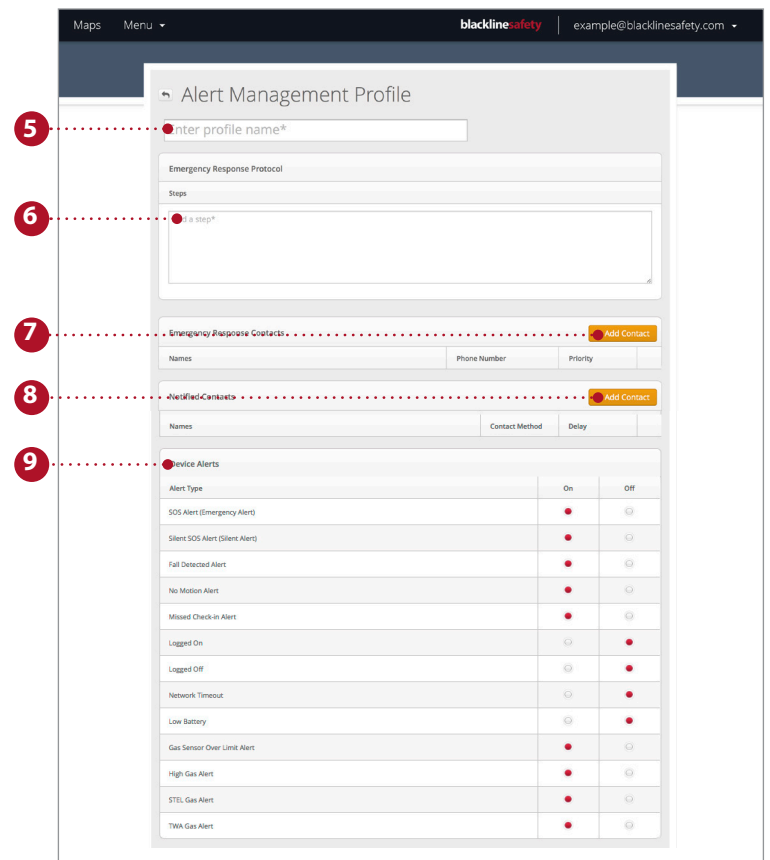 Maps Menu blacklinesafety example@blacklinesafety.com
Alert Management Profile
5 Enter profile name*
Emergency Response Protocol
Steps
6 a step*
7 Emergency Response Contacts Add Contact
Names Phone Number Priority
8 Notified Contacts Add Contact
Names Contact Method Delay
9 Device Alerts
Alert Type On Off
SOS Alert (Emergency Alert)
Silent SOS Alert (Silent Alert)
Fall Detected Alert
No Motion Alert
Missed Check-in Alert
Logged On
Logged Off
Network Timeout
Low Battery
Gas Sensor Over Limit Alert
High Gas Alert
STEL Gas Alert
TWA Gas Alert